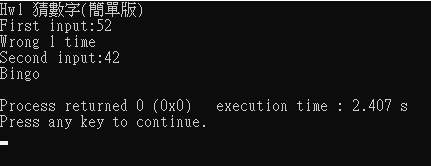 Hw1 猜數字(簡單版)
First input:52
Wrong 1 time
Second input:42
Bingo
Process returned 0 (0x0)   execution time : 2.407 s
Press any key to continue.